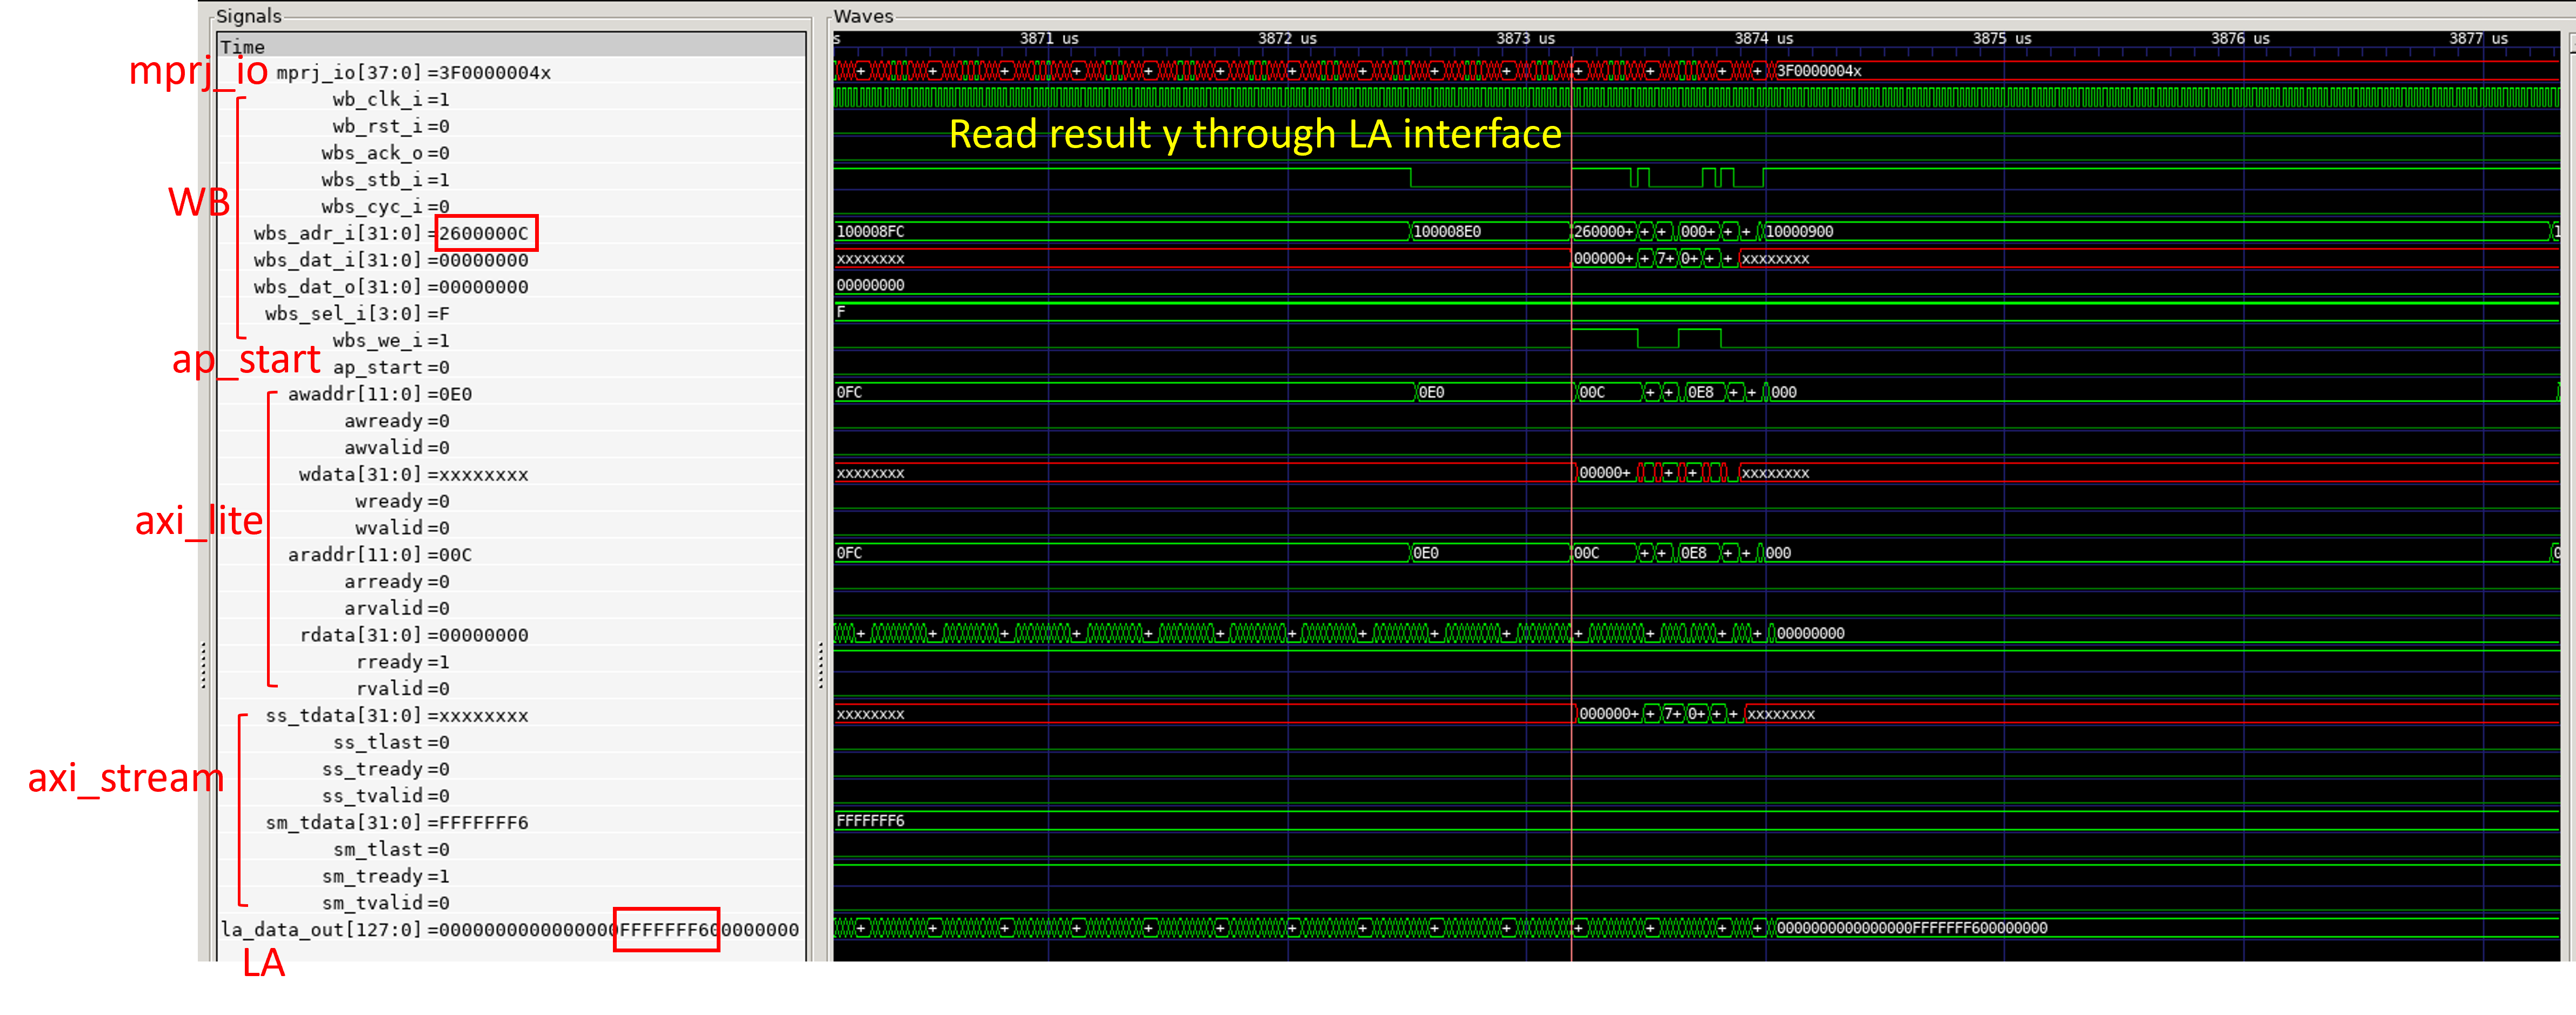 Signals
Waves
Time
s 3871 us 3872 us 3873 us 3874 us 3875 us 3876 us 3877 us
mprj_io
mprj_io[37:0] =3F0000004x
+ + + + + + + + + + + + + 3F0000004x
WB
wb_clk_i =1
wb_rst_i =0
Read result y through LA interface
wbs_ack_o =0
wbs_stb_i =1
wbs_cyc_i =0
wbs_adr_i[31:0] =2600000C
100008FC 100008E0 260000+ + + 000+ + + 10000900 1
wbs_dat_i[31:0] =00000000
xxxxxxxx 000000+ + 7+ 0+ + + xxxxxxxx
wbs_dat_o[31:0] =00000000
00000000
wbs_sel_i[3:0] =F
F
wbs_we_i =1
ap_start
ap_start =0
axi_lite
awaddr[11:0] =0E0
0FC 0E0 00C + + 0E8 + + 000
awready =0
awvalid =0
wdata[31:0] =xxxxxxxx
xxxxxxxx 00000+ + + xxxxxxxx
wready =0
wvalid =0
araddr[11:0] =00C
0FC 0E0 00C + + 0E8 + + 000 0
arready =0
arvalid =0
rdata[31:0] =00000000
+ + + + + + + + + + + + + 00000000
rready =1
rvalid =0
axi_stream
ss_tdata[31:0] =xxxxxxxx
xxxxxxxx 000000+ + 7+ 0+ + + xxxxxxxx
ss_tlast =0
ss_tready =0
ss_tvalid =0
sm_tdata[31:0] =FFFFFFF6
FFFFFFF6
sm_tlast =0
sm_tready =1
sm_tvalid =0
la_data_out[127:0] =0000000000000000FFFFFFF600000000
+ + + + + + + + + + + + + 0000000000000000FFFFFFF600000000
LA